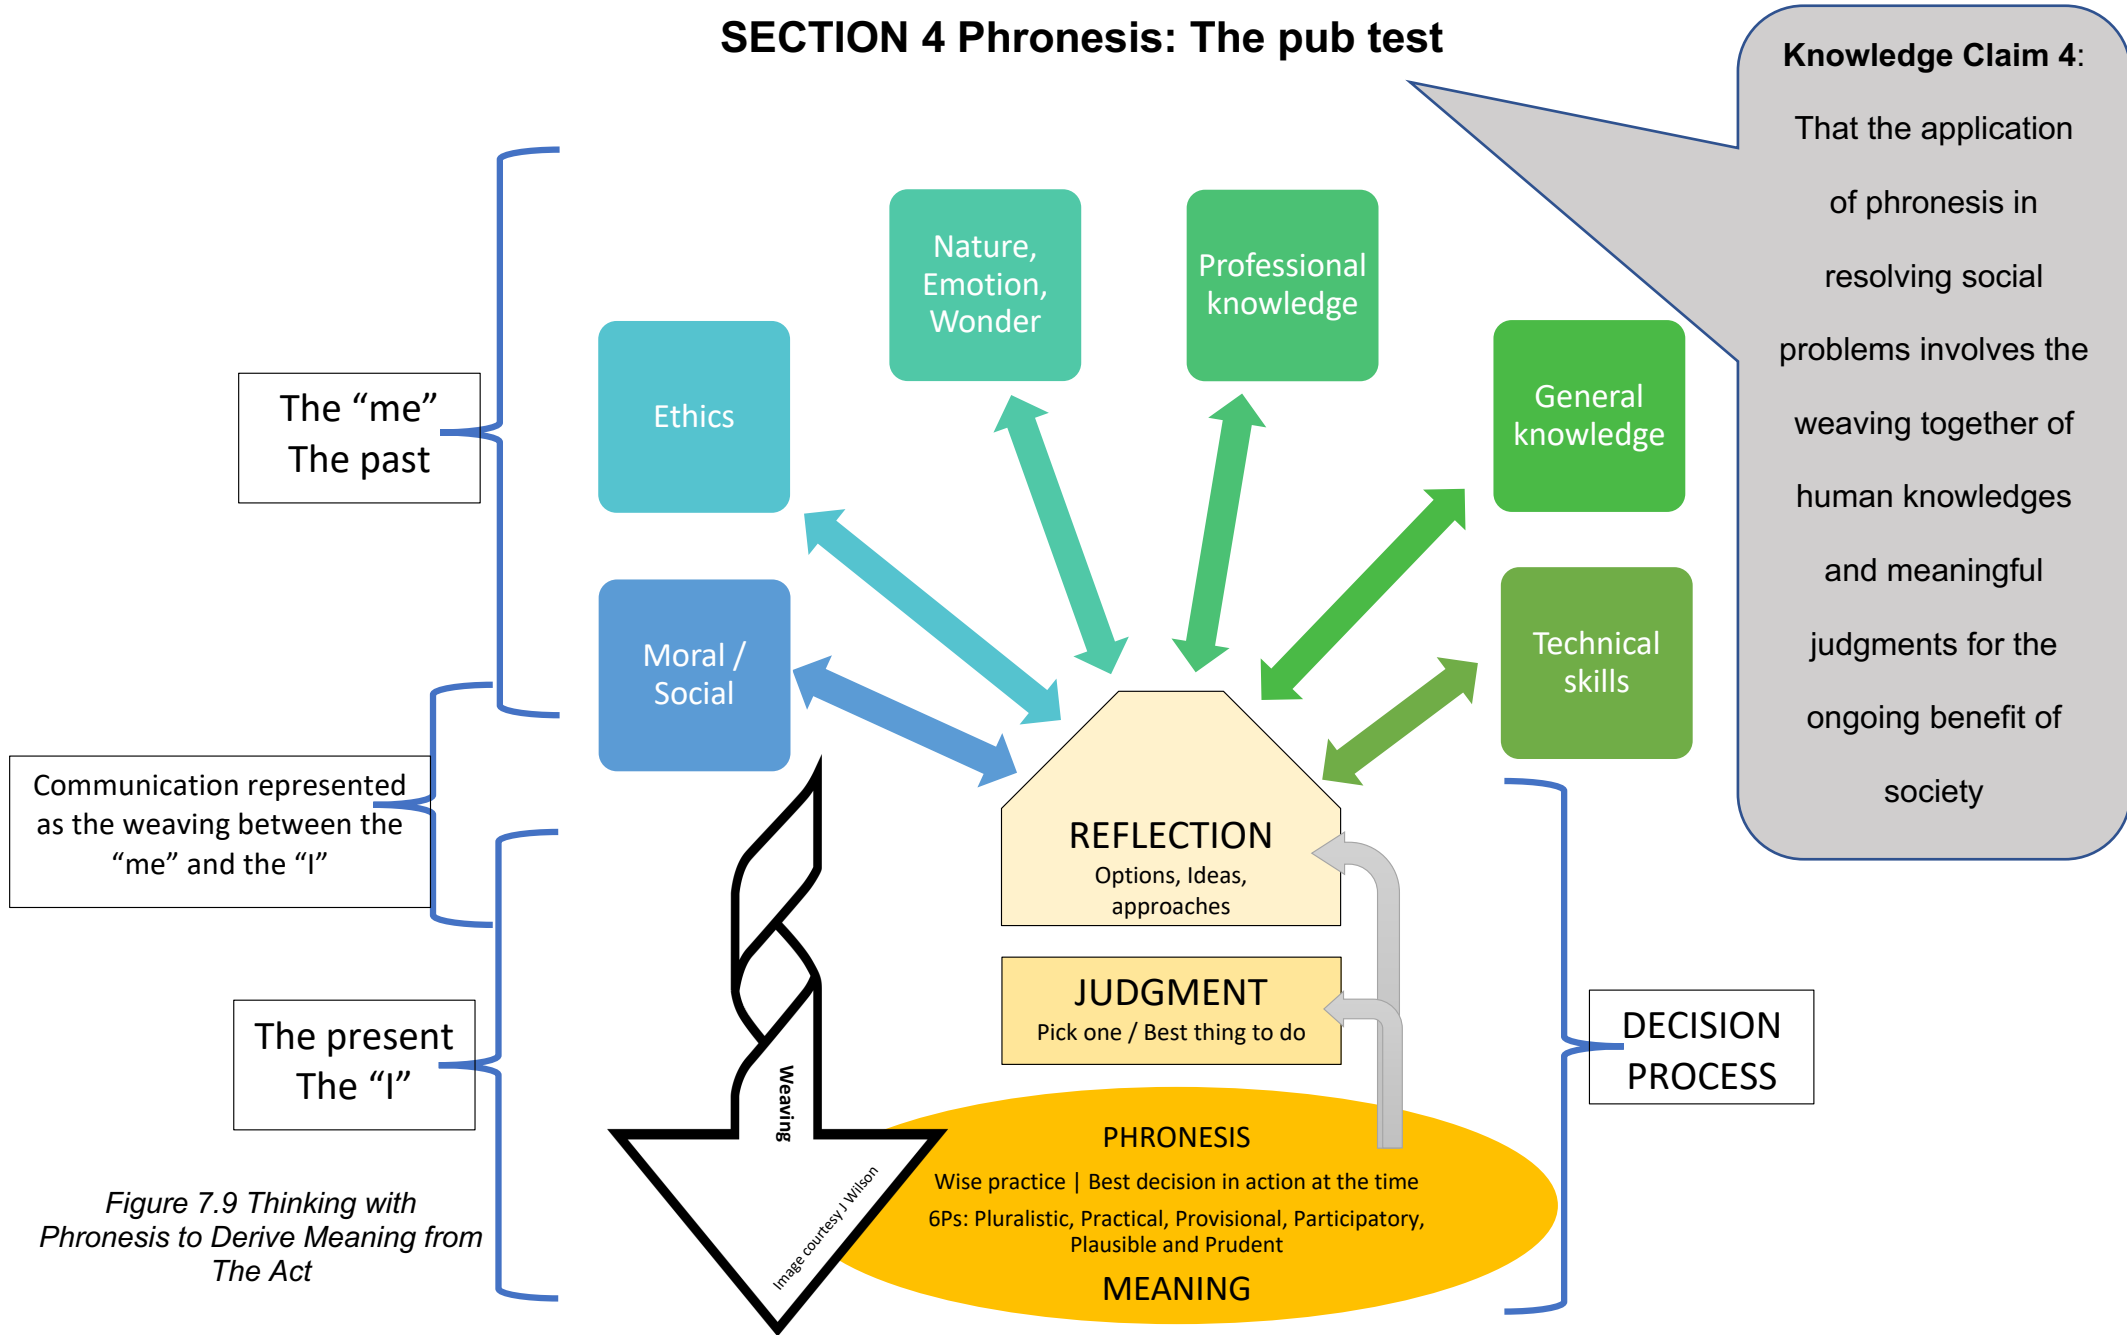 SECTION 4 Phronesis: The pub test
Knowledge Claim 4:
That the application
of phronesis in
resolving social
problems involves the
weaving together of
human knowledges
and meaningful
judgments for the
ongoing benefit of
society
Nature,
Emotion,
Wonder
Professional
knowledge
Ethics
General
knowledge
Moral /
Social
Technical
skills
The “me”
The past
Communication represented
as the weaving between the
“me” and the “I”
The present
The “I”
REFLECTION
Options, Ideas,
approaches
JUDGMENT
Pick one / Best thing to do
DECISION
PROCESS
Weaving
Image courtesy J Wilson
PHRONESIS
Wise practice | Best decision in action at the time
6Ps: Pluralistic, Practical, Provisional, Participatory,
Plausible and Prudent
MEANING
Figure 7.9 Thinking with
Phronesis to Derive Meaning from
The Act